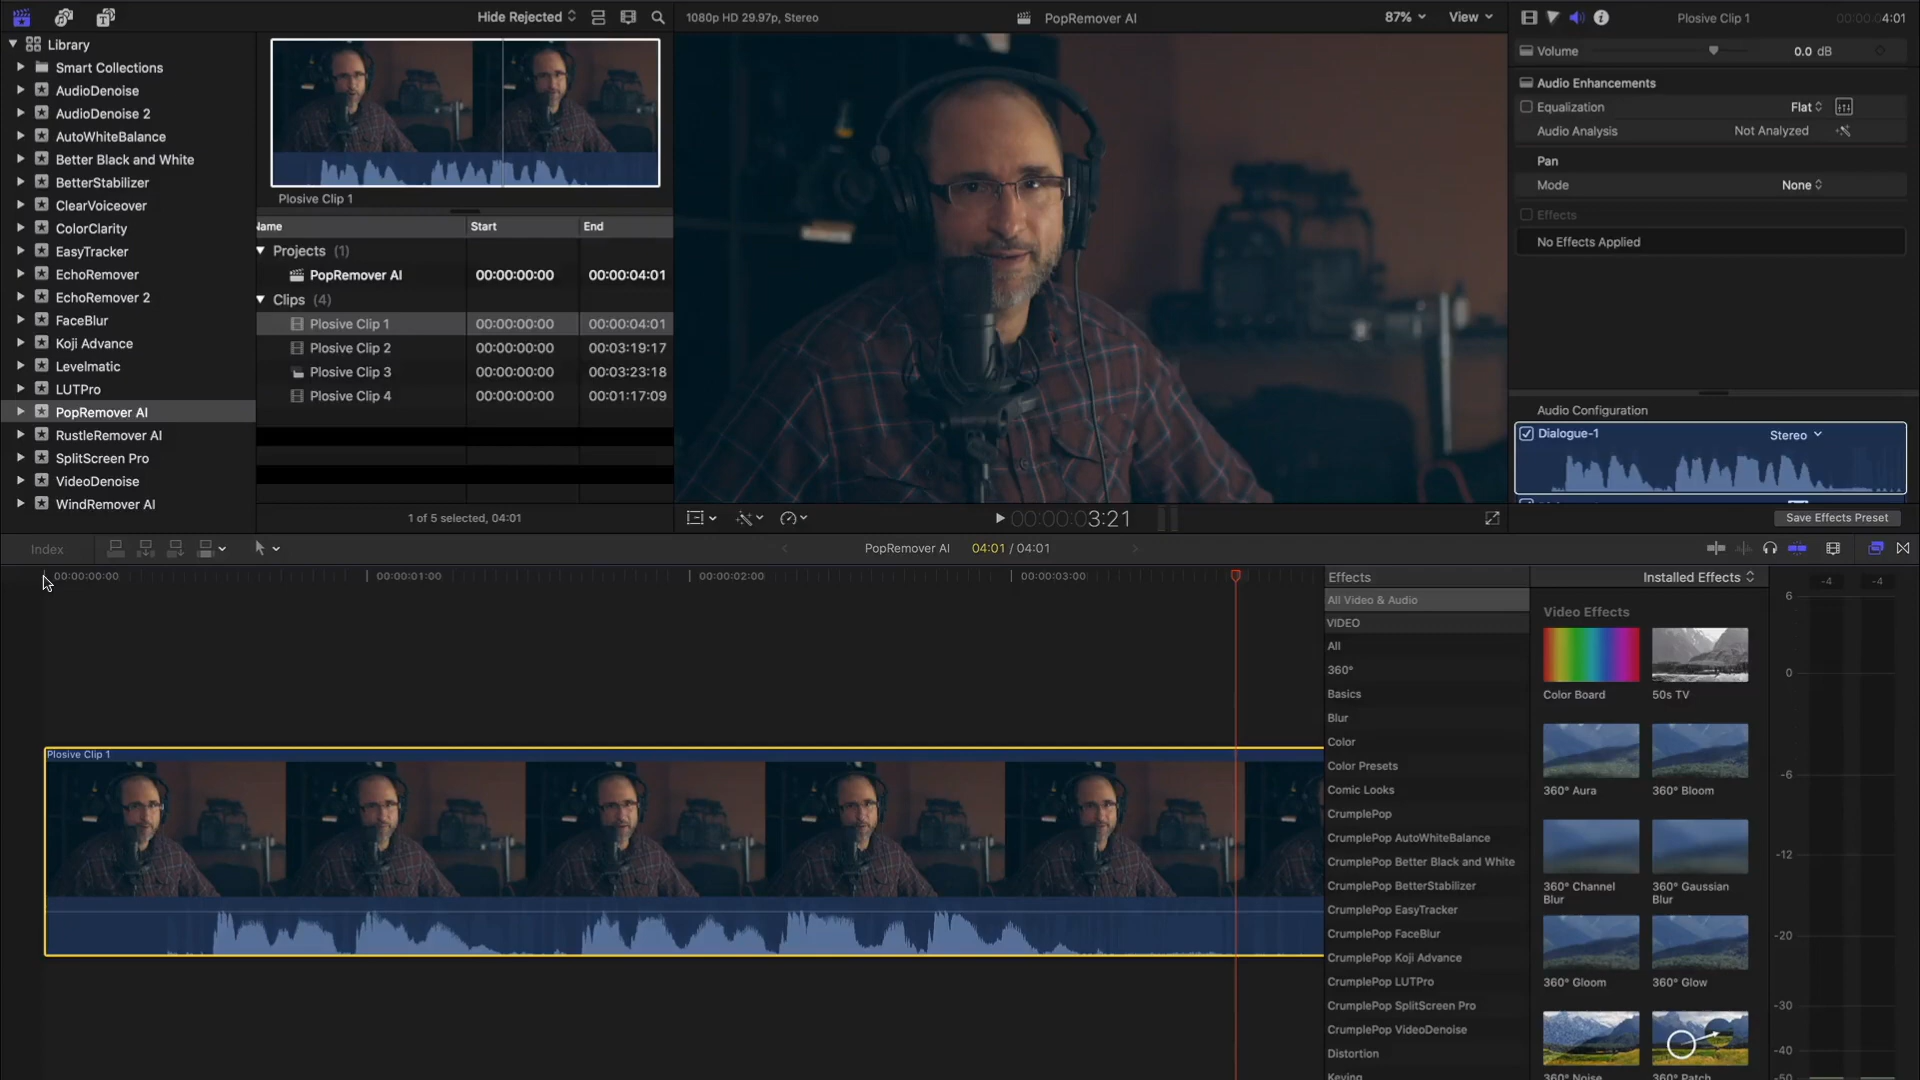 Hide Rejected
1080p HD 29.97p, Stereo
PopRemover AI
87%
View
Plosive Clip 1
00:00:04:01
Library
Smart Collections
AudioDenoise
AudioDenoise 2
AutoWhiteBalance
Better Black and White
BetterStabilizer
ClearVoiceover
ColorClarity
EasyTracker
EchoRemover
EchoRemover 2
FaceBlur
Koji Advance
Levelmatic
LUTPro
PopRemover AI
RustleRemover AI
SplitScreen Pro
VideoDenoise
WindRemover AI
Plosive Clip 1
Name Start End
Projects (1)
PopRemover AI 00:00:00:00 00:00:04:01
Clips (4)
Plosive Clip 1 00:00:00:00 00:00:04:01
Plosive Clip 2 00:00:00:00 00:03:19:17
Plosive Clip 3 00:00:00:00 00:03:23:18
Plosive Clip 4 00:00:00:00 00:01:17:09
1 of 5 selected, 04:01
00:00:03:21
Volume 0.0 dB
Audio Enhancements
Equalization Flat
Audio Analysis Not Analyzed
Pan
Mode None
Effects
No Effects Applied
Audio Configuration
Dialogue-1 Stereo
Save Effects Preset
Index
PopRemover AI 04:01 / 04:01
00:00:00:00 00:00:01:00 00:00:02:00 00:00:03:00
Plosive Clip 1
Effects
Installed Effects
All Video & Audio
VIDEO
All
360°
Basics
Blur
Color
Color Presets
Comic Looks
CrumplePop
CrumplePop AutoWhiteBalance
CrumplePop Better Black and White
CrumplePop BetterStabilizer
CrumplePop EasyTracker
CrumplePop FaceBlur
CrumplePop Koji Advance
CrumplePop LUTPro
CrumplePop SplitScreen Pro
CrumplePop VideoDenoise
Distortion
Keying
Video Effects
Color Board
50s TV
360° Aura
360° Bloom
360° Channel Blur
360° Gaussian Blur
360° Gloom
360° Glow
360° Noise
360° Patch
-4 -4
6
0
-6
-12
-20
-30
-40
-50